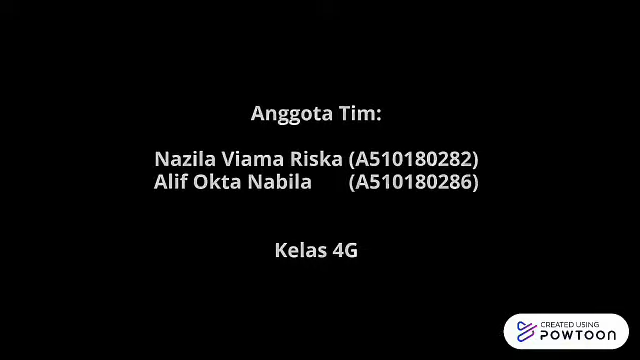 Anggota Tim:
Nazila Viama Riska (A510180282)
Alif Okta Nabila (A510180286)
Kelas 4G
CREATED USING
POWTOON